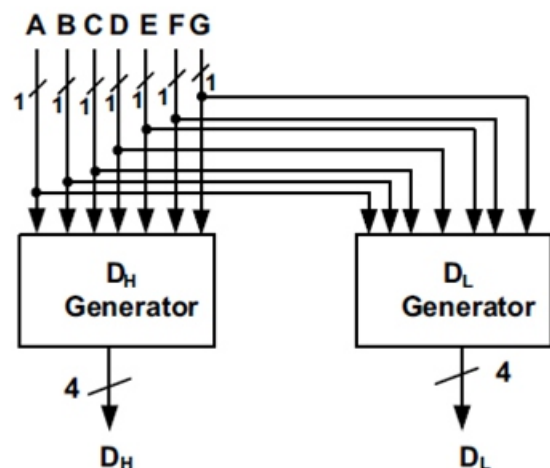 A B C D E F G
1 1 1 1 1 1 1
D_H Generator
D_L Generator
4
4
D_H
D_L